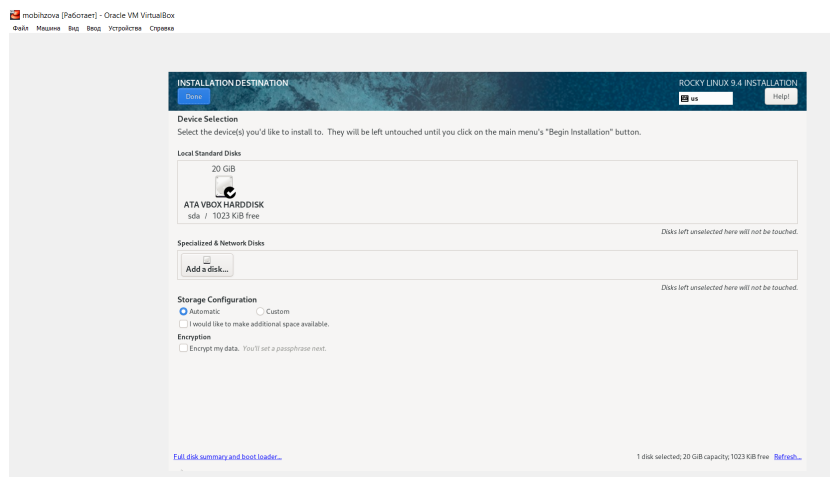 mobihzova [Работает] - Oracle VM VirtualBox
Файл Машина Вид Ввод Устройства Справка
INSTALLATION DESTINATION
ROCKY LINUX 9.4 INSTALLATION
Done
us
Help!
Device Selection
Select the device(s) you'd like to install to. They will be left untouched until you click on the main menu's "Begin Installation" button.
Local Standard Disks
20 GiB
ATA VBOX HARDDISK
sda / 1023 KiB free
Disks left unselected here will not be touched.
Specialized & Network Disks
Add a disk...
Disks left unselected here will not be touched.
Storage Configuration
Automatic Custom
I would like to make additional space available.
Encryption
Encrypt my data. You'll set a passphrase next.
Full disk summary and boot loader...
1 disk selected; 20 GiB capacity; 1023 KiB free Refresh...